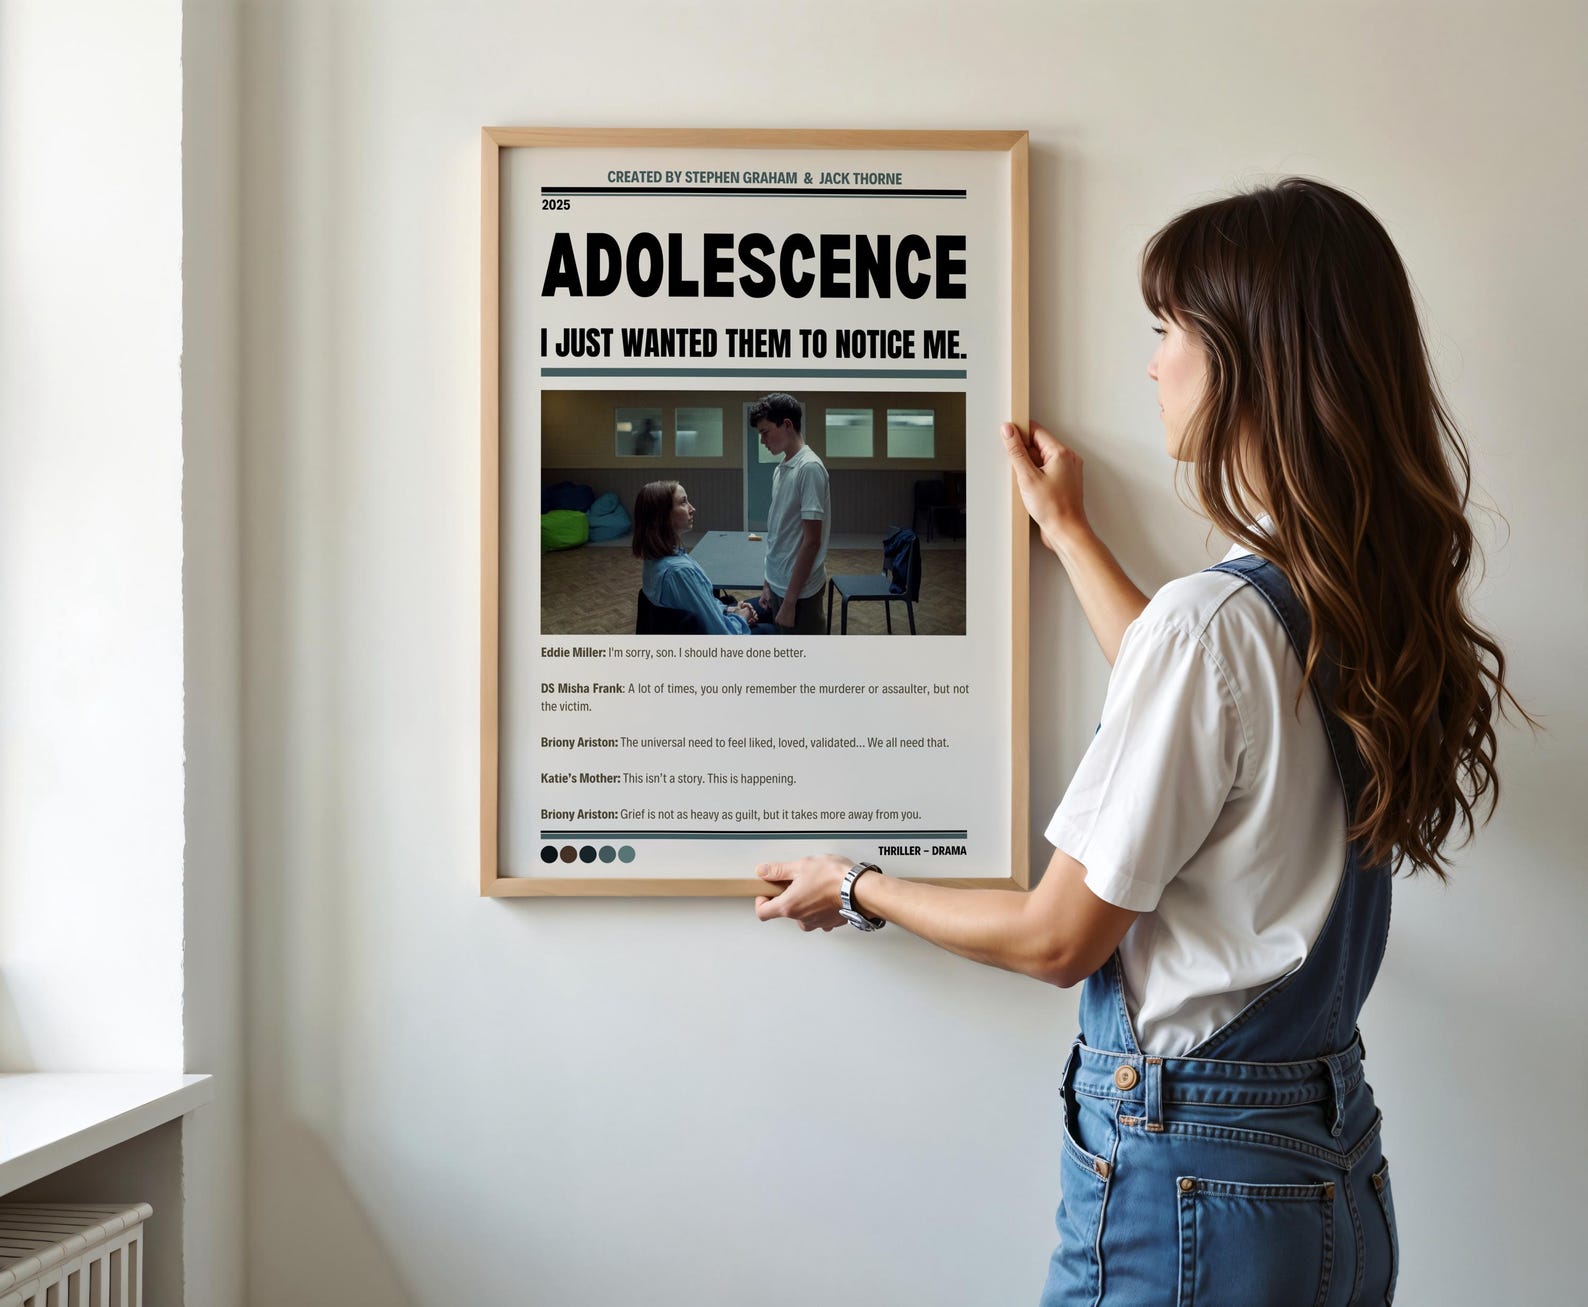 CREATED BY STEPHEN GRAHAM & JACK THORNE
2025
ADOLESCENCE
I JUST WANTED THEM TO NOTICE ME.
Eddie Miller: I'm sorry, son. I should have done better.
DS Misha Frank: A lot of times, you only remember the murderer or assaulter, but not
the victim.
Briony Ariston: The universal need to feel liked, loved, validated... We all need that.
Katie's Mother: This isn't a story. This is happening.
Briony Ariston: Grief is not as heavy as guilt, but it takes more away from you.
THRILLER – DRAMA